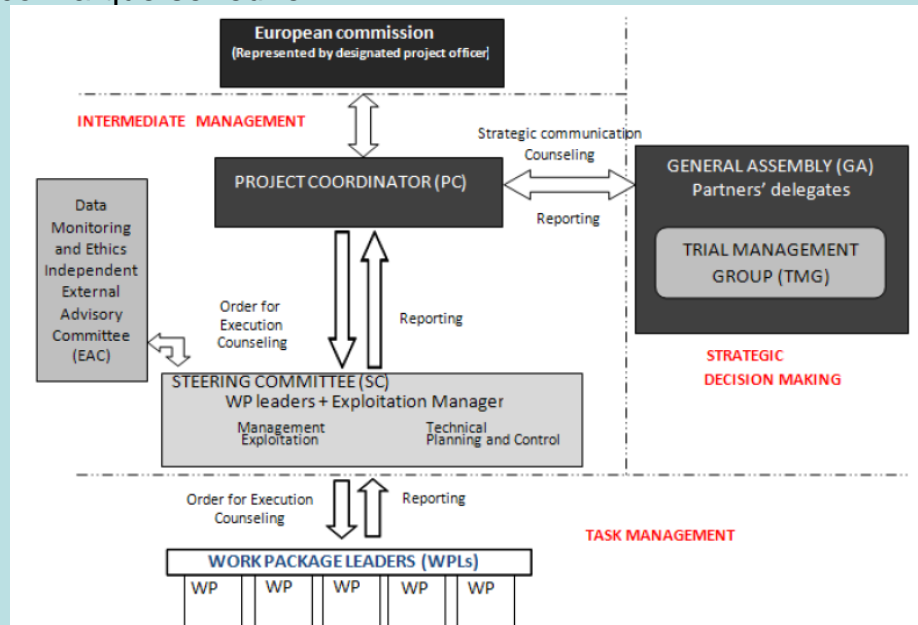 European commission
(Represented by designated project officer)
INTERMEDIATE MANAGEMENT
Strategic communication
Counseling
PROJECT COORDINATOR (PC)
Reporting
GENERAL ASSEMBLY (GA)
Partners' delegates
TRIAL MANAGEMENT
GROUP (TMG)
Data
Monitoring
and Ethics
Independent
External
Advisory
Committee
(EAC)
Order for
Execution
Counseling
Reporting
STRATEGIC
DECISION MAKING
STEERING COMMITTEE (SC)
WP leaders + Exploitation Manager
Management
Exploitation
Technical
Planning and Control
Order for Execution
Counseling
Reporting
TASK MANAGEMENT
WORK PACKAGE LEADERS (WPLs)
WP WP WP WP WP